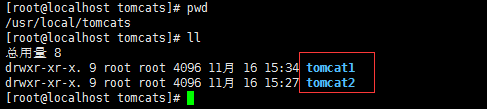 [root@localhost tomcats]# pwd
/usr/local/tomcats
[root@localhost tomcats]# ll
总用量 8
drwxr-xr-x. 9 root root 4096 11月 16 15:34 tomcat1
drwxr-xr-x. 9 root root 4096 11月 16 15:27 tomcat2
[root@localhost tomcats]#